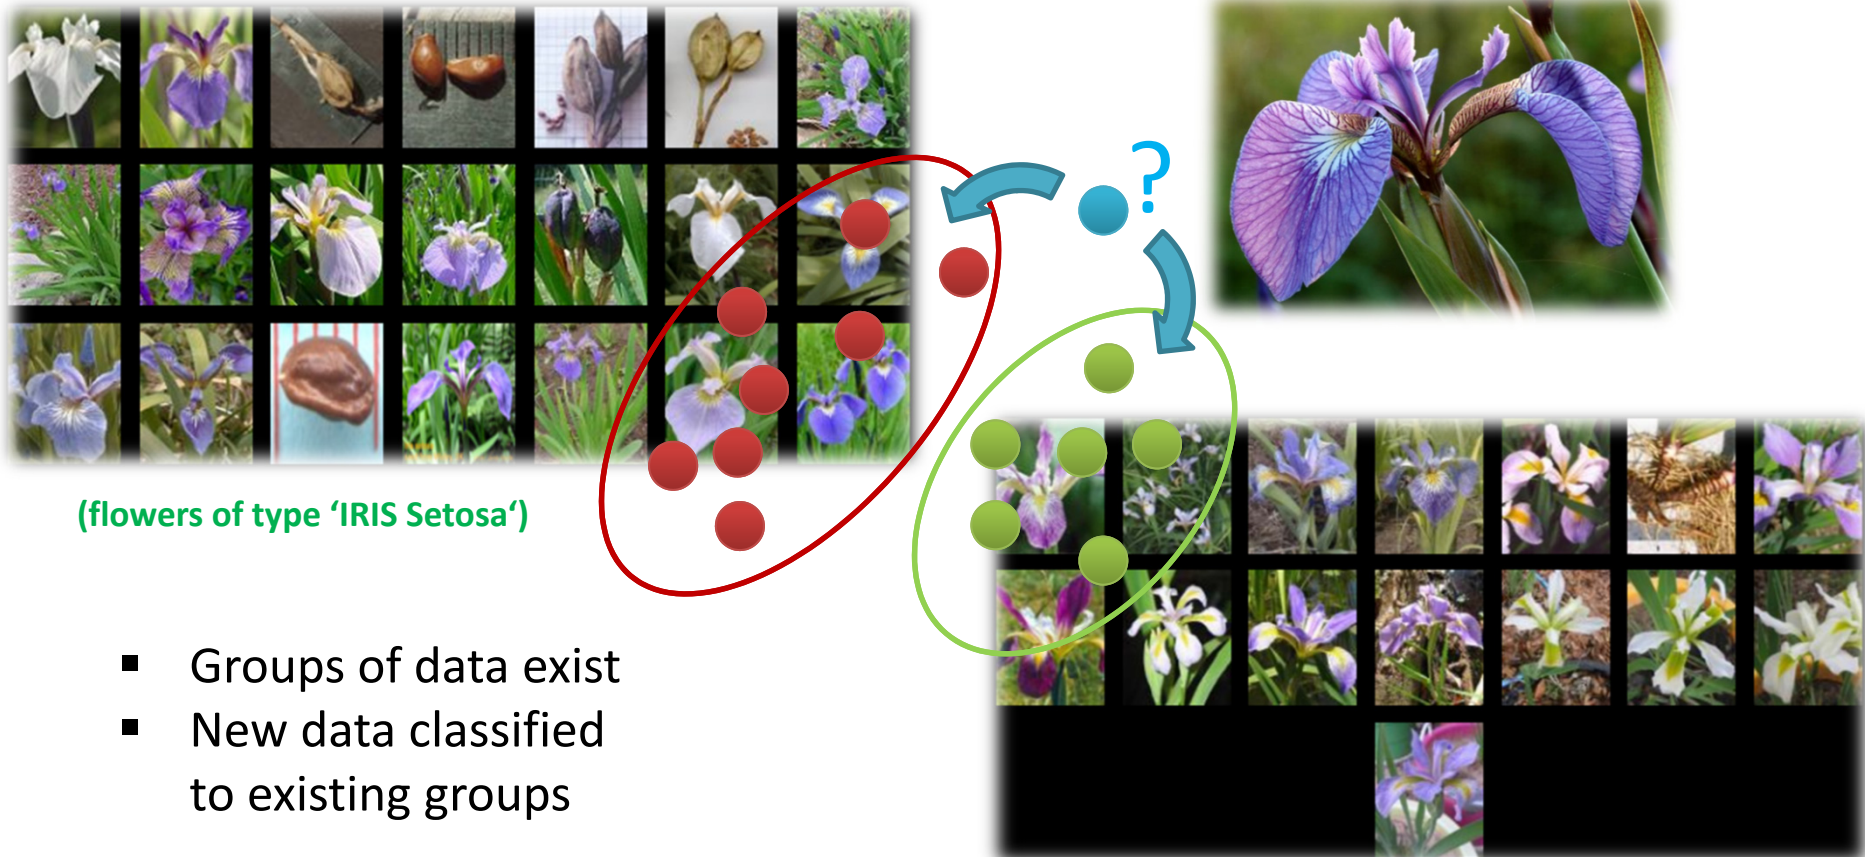 ?
(flowers of type ‘IRIS Setosa‘)
▪ Groups of data exist
▪ New data classified
to existing groups